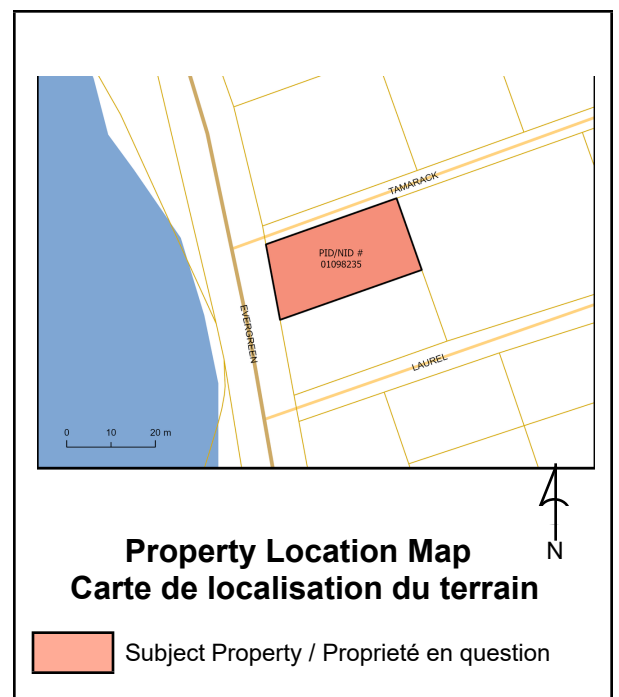 TAMARACK
PID/NID #
01098235
EVERGREEN
LAUREL
0 10 20 m
N
Property Location Map
Carte de localisation du terrain
Subject Property / Proprieté en question